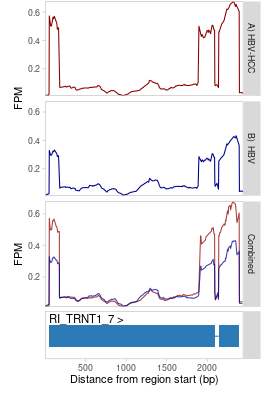 0.6
0.4
0.2
FPM
A) HBV-HCC
0.6
0.4
0.2
B) HBV
0.6
0.4
0.2
FPM
Combined
RI_TRNT1_7 >
500 1000 1500 2000
Distance from region start (bp)